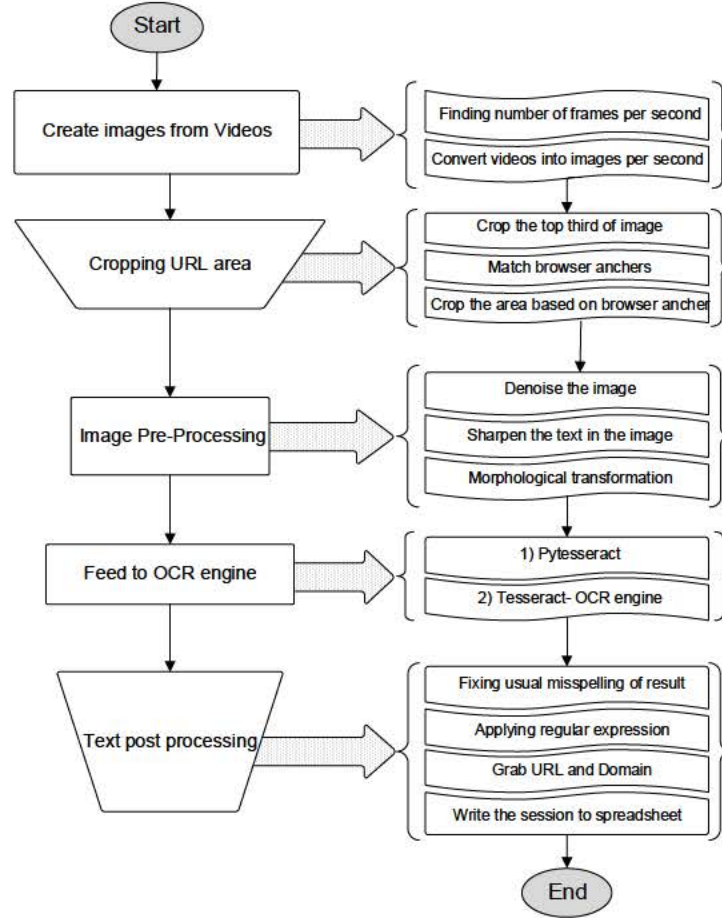 Start
Create images from Videos
Finding number of frames per second
Convert videos into images per second
Cropping URL area
Crop the top third of image
Match browser anchers
Crop the area based on browser ancher
Image Pre-Processing
Denoise the image
Sharpen the text in the image
Morphological transformation
Feed to OCR engine
1) Pytesseract
2) Tesseract- OCR engine
Text post processing
Fixing usual misspelling of result
Applying regular expression
Grab URL and Domain
Write the session to spreadsheet
End